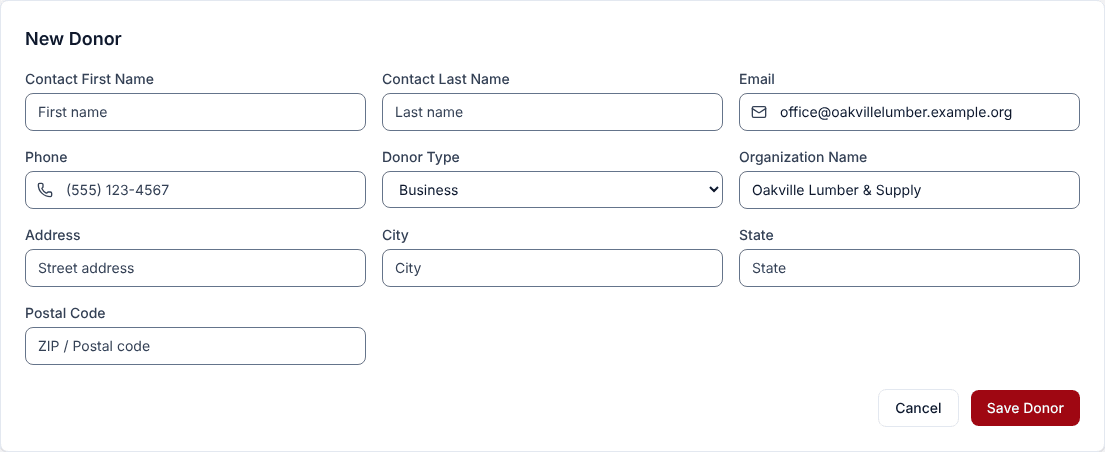 New Donor
Contact First Name Contact Last Name Email
First name Last name office@oakvillelumber.example.org
Phone Donor Type Organization Name
(555) 123-4567 Business Oakville Lumber & Supply
Address City State
Street address City State
Postal Code
ZIP / Postal code
Cancel Save Donor